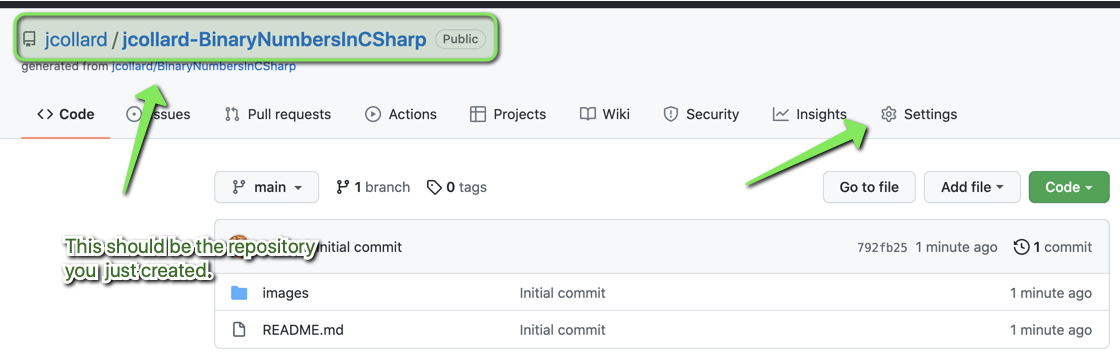 jcollard / jcollard-BinaryNumbersInCSharp Public
generated from jcollard/BinaryNumbersInCSharp
Code Issues Pull requests Actions Projects Wiki Security Insights Settings
main 1 branch 0 tags Go to file Add file Code
Initial commit 792fb25 1 minute ago 1 commit
This should be the repository
you just created.
images Initial commit 1 minute ago
README.md Initial commit 1 minute ago